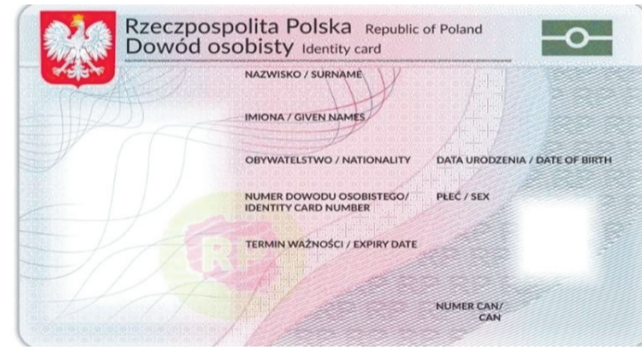 Rzeczpospolita Polska Republic of Poland
Dowód osobisty Identity card
NAZWISKO / SURNAME
IMIONA / GIVEN NAMES
OBYWATELSTWO / NATIONALITY DATA URODZENIA / DATE OF BIRTH
NUMER DOWODU OSOBISTEGO/ PŁEĆ / SEX
IDENTITY CARD NUMBER
RP
TERMIN WAŻNOŚCI / EXPIRY DATE
NUMER CAN/
CAN